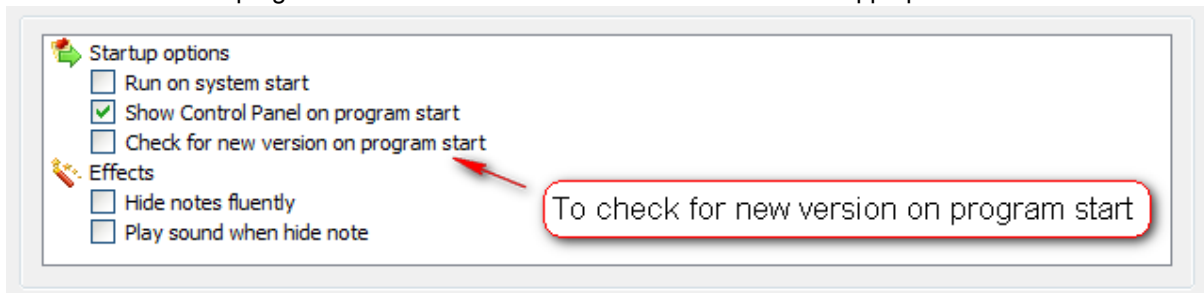 Startup options
Run on system start
Show Control Panel on program start
Check for new version on program start
Effects
Hide notes fluently
Play sound when hide note
To check for new version on program start